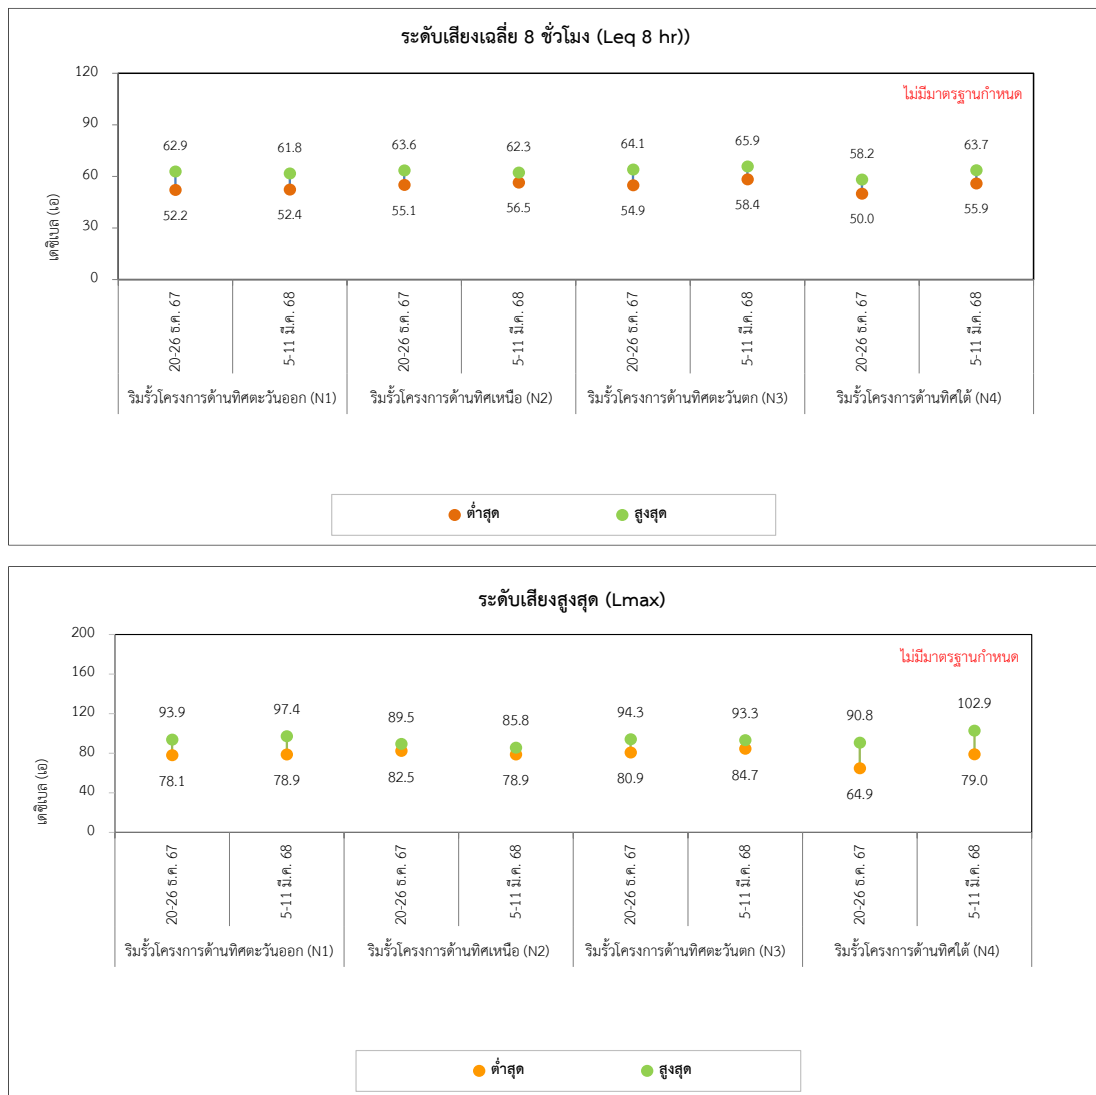 ระดับเสียงเฉลี่ย 8 ชั่วโมง (Leq 8 hr))
เดซิเบล (เอ)
120
90
60
30
0
ไม่มีมาตรฐานกำหนด
62.9 61.8 63.6 62.3 64.1 65.9 58.2 63.7
52.2 52.4 55.1 56.5 54.9 58.4 50.0 55.9
20-26 ธ.ค. 67 5-11 มี.ค. 68 20-26 ธ.ค. 67 5-11 มี.ค. 68 20-26 ธ.ค. 67 5-11 มี.ค. 68 20-26 ธ.ค. 67 5-11 มี.ค. 68
ริมรั้วโครงการด้านทิศตะวันออก (N1) ริมรั้วโครงการด้านทิศเหนือ (N2) ริมรั้วโครงการด้านทิศตะวันตก (N3) ริมรั้วโครงการด้านทิศใต้ (N4)
ต่ำสุด สูงสุด
ระดับเสียงสูงสุด (Lmax)
เดซิเบล (เอ)
200
160
120
80
40
0
ไม่มีมาตรฐานกำหนด
93.9 97.4 89.5 85.8 94.3 93.3 90.8 102.9
78.1 78.9 82.5 78.9 80.9 84.7 64.9 79.0
20-26 ธ.ค. 67 5-11 มี.ค. 68 20-26 ธ.ค. 67 5-11 มี.ค. 68 20-26 ธ.ค. 67 5-11 มี.ค. 68 20-26 ธ.ค. 67 5-11 มี.ค. 68
ริมรั้วโครงการด้านทิศตะวันออก (N1) ริมรั้วโครงการด้านทิศเหนือ (N2) ริมรั้วโครงการด้านทิศตะวันตก (N3) ริมรั้วโครงการด้านทิศใต้ (N4)
ต่ำสุด สูงสุด